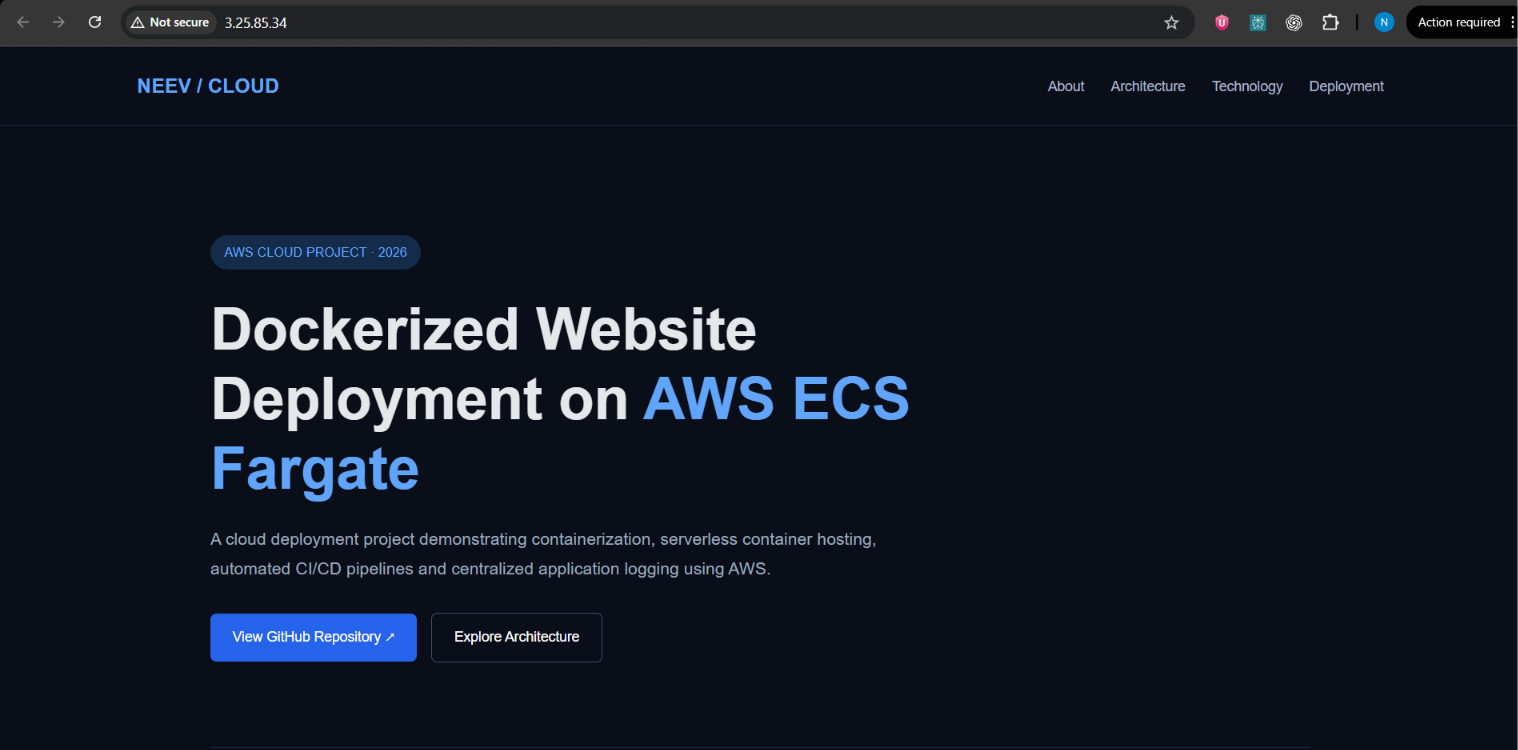 Not secure 3.25.85.34 N Action required
NEEV / CLOUD About Architecture Technology Deployment
AWS CLOUD PROJECT · 2026
Dockerized Website
Deployment on AWS ECS
Fargate
A cloud deployment project demonstrating containerization, serverless container hosting,
automated CI/CD pipelines and centralized application logging using AWS.
View GitHub Repository ↗ Explore Architecture